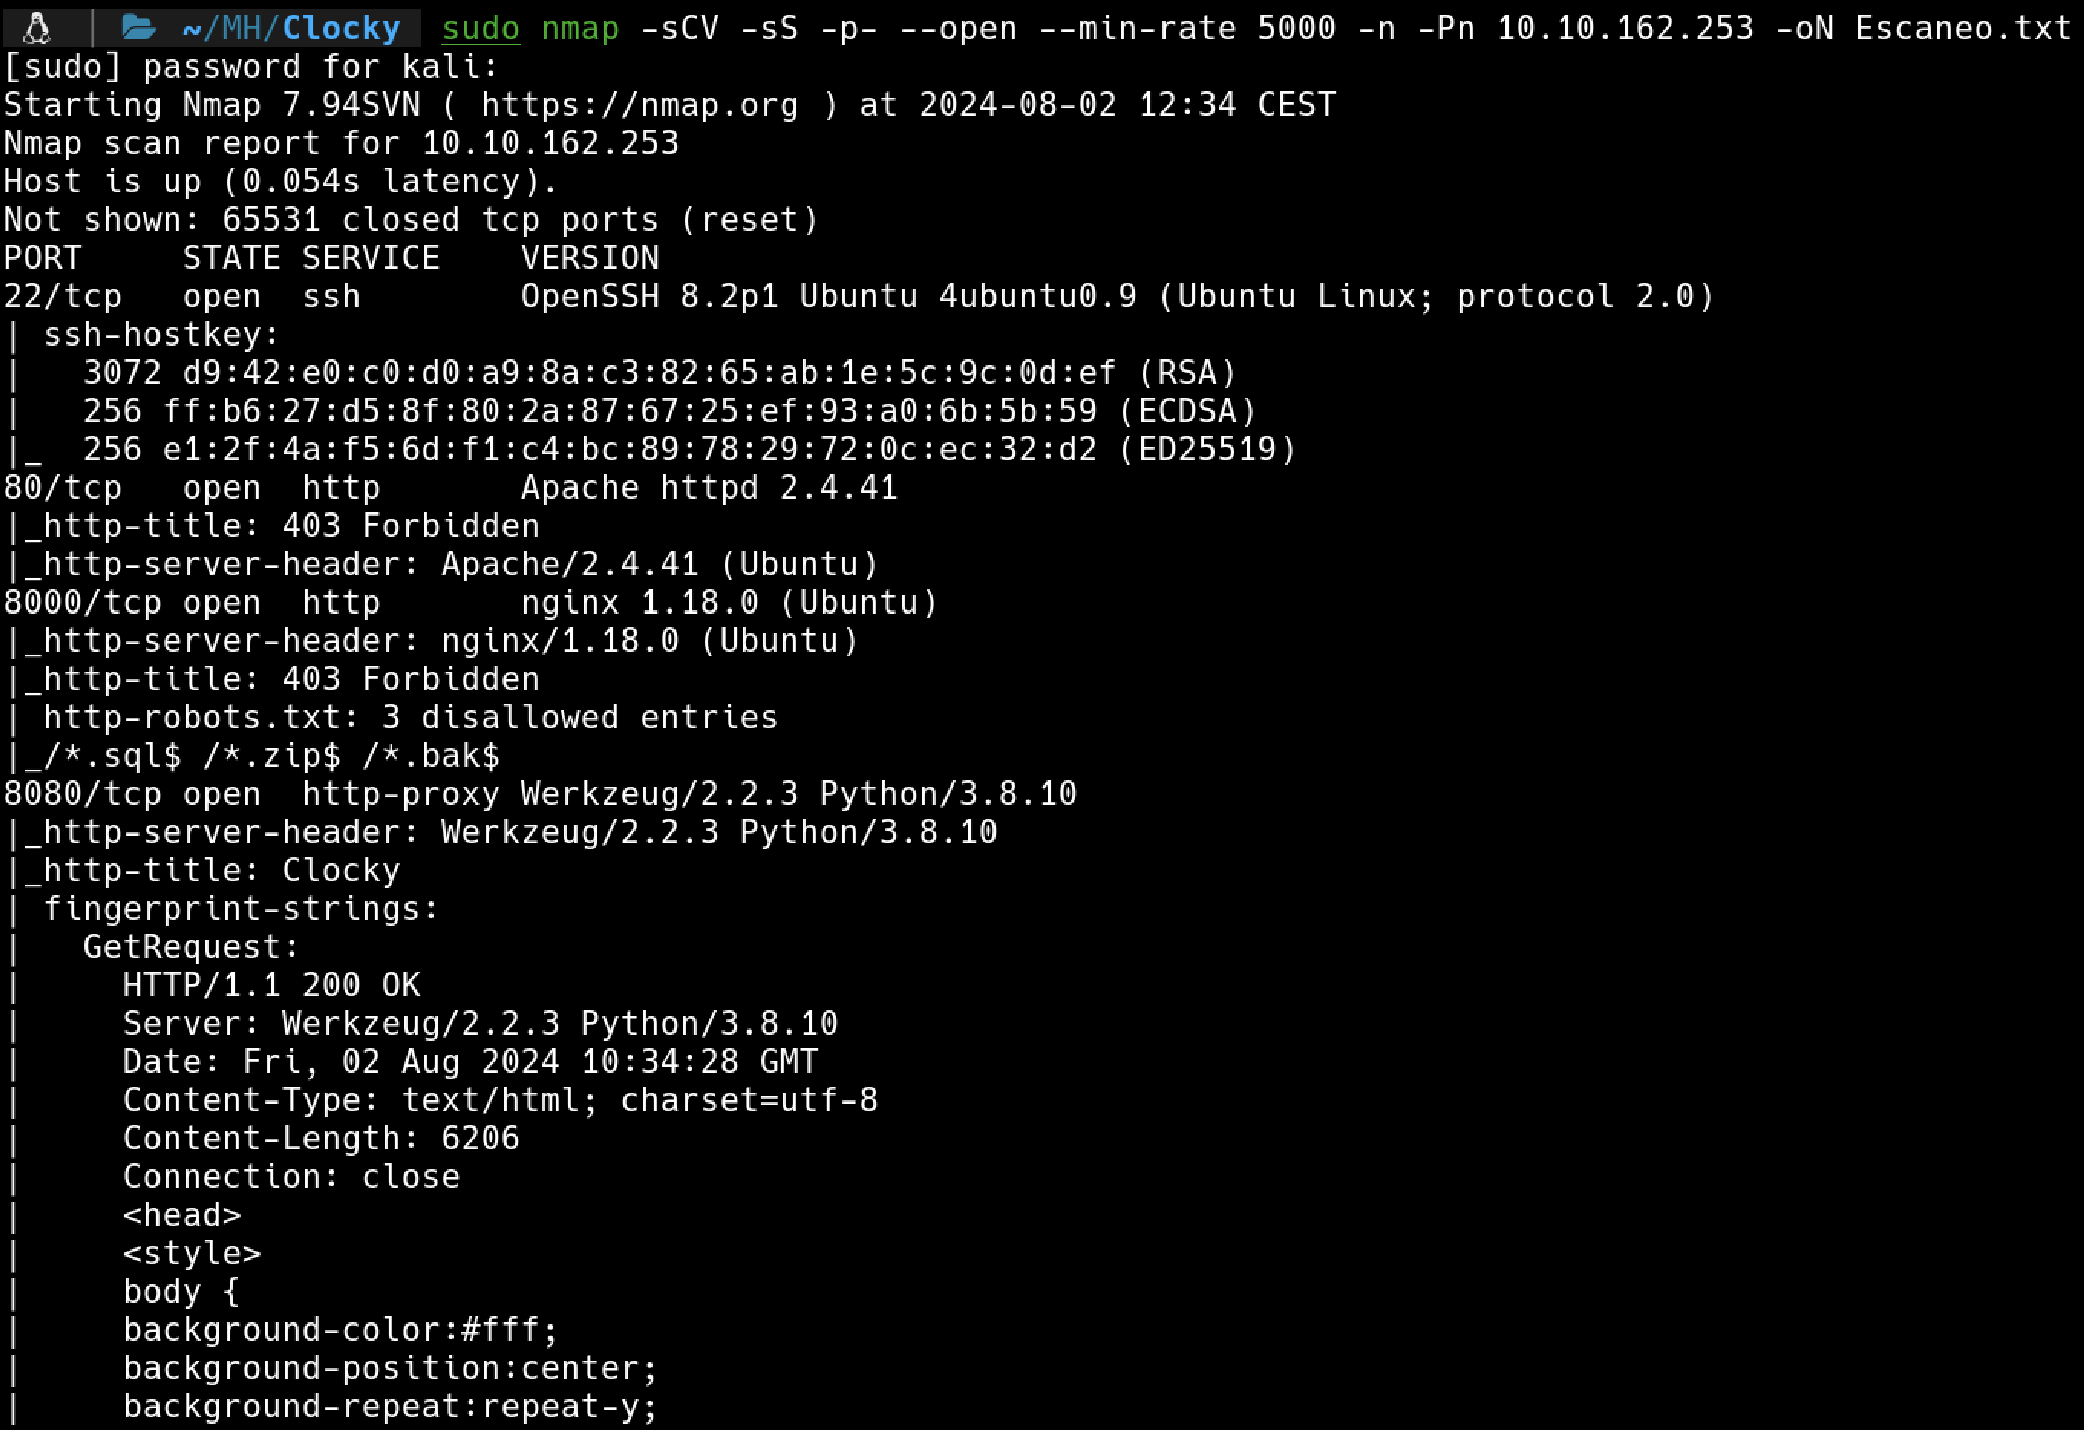 ~/MH/Clocky sudo nmap -sCV -sS -p- --open --min-rate 5000 -n -Pn 10.10.162.253 -oN Escaneo.txt
[sudo] password for kali:
Starting Nmap 7.94SVN ( https://nmap.org ) at 2024-08-02 12:34 CEST
Nmap scan report for 10.10.162.253
Host is up (0.054s latency).
Not shown: 65531 closed tcp ports (reset)
PORT     STATE SERVICE    VERSION
22/tcp   open  ssh        OpenSSH 8.2p1 Ubuntu 4ubuntu0.9 (Ubuntu Linux; protocol 2.0)
| ssh-hostkey:
|   3072 d9:42:e0:c0:d0:a9:8a:c3:82:65:ab:1e:5c:9c:0d:ef (RSA)
|   256 ff:b6:27:d5:8f:80:2a:87:67:25:ef:93:a0:6b:5b:59 (ECDSA)
|_  256 e1:2f:4a:f5:6d:f1:c4:bc:89:78:29:72:0c:ec:32:d2 (ED25519)
80/tcp   open  http       Apache httpd 2.4.41
|_http-title: 403 Forbidden
|_http-server-header: Apache/2.4.41 (Ubuntu)
8000/tcp open  http       nginx 1.18.0 (Ubuntu)
|_http-server-header: nginx/1.18.0 (Ubuntu)
|_http-title: 403 Forbidden
| http-robots.txt: 3 disallowed entries
|_/*.sql$ /*.zip$ /*.bak$
8080/tcp open  http-proxy Werkzeug/2.2.3 Python/3.8.10
|_http-server-header: Werkzeug/2.2.3 Python/3.8.10
|_http-title: Clocky
| fingerprint-strings:
|   GetRequest:
|     HTTP/1.1 200 OK
|     Server: Werkzeug/2.2.3 Python/3.8.10
|     Date: Fri, 02 Aug 2024 10:34:28 GMT
|     Content-Type: text/html; charset=utf-8
|     Content-Length: 6206
|     Connection: close
|     <head>
|     <style>
|     body {
|     background-color:#fff;
|     background-position:center;
|     background-repeat:repeat-y;